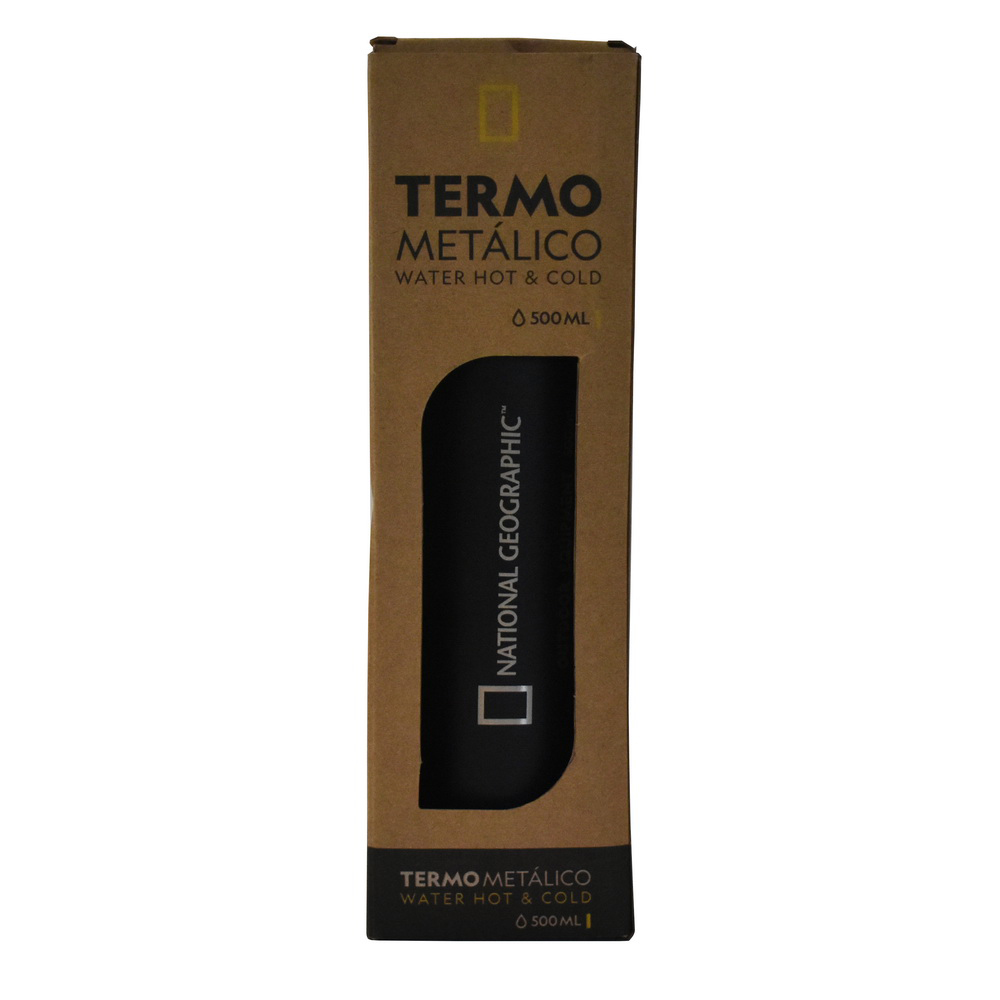 TERMO
METÁLICO
WATER HOT & COLD
500 ML
NATIONAL GEOGRAPHIC™
TERMO METÁLICO
WATER HOT & COLD
500 ML